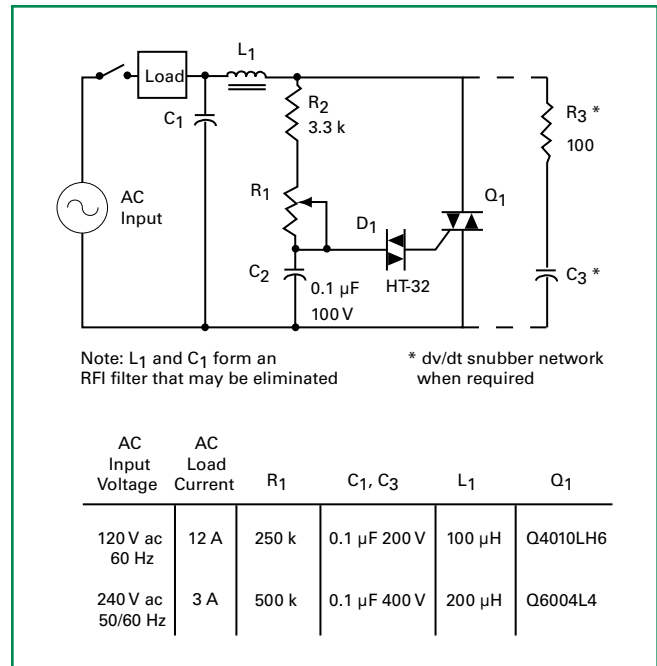 L1
Load
C1
R2
3.3 k
R3 *
100
R1
Q1
AC
Input
D1
C2
0.1 µF
100 V
HT-32
C3 *
Note: L1 and C1 form an
RFI filter that may be eliminated
* dv/dt snubber network
when required
AC
Input
Voltage
AC
Load
Current
R1
C1, C3
L1
Q1
120 V ac
60 Hz
12 A
250 k
0.1 µF 200 V
100 µH
Q4010LH6
240 V ac
50/60 Hz
3 A
500 k
0.1 µF 400 V
200 µH
Q6004L4